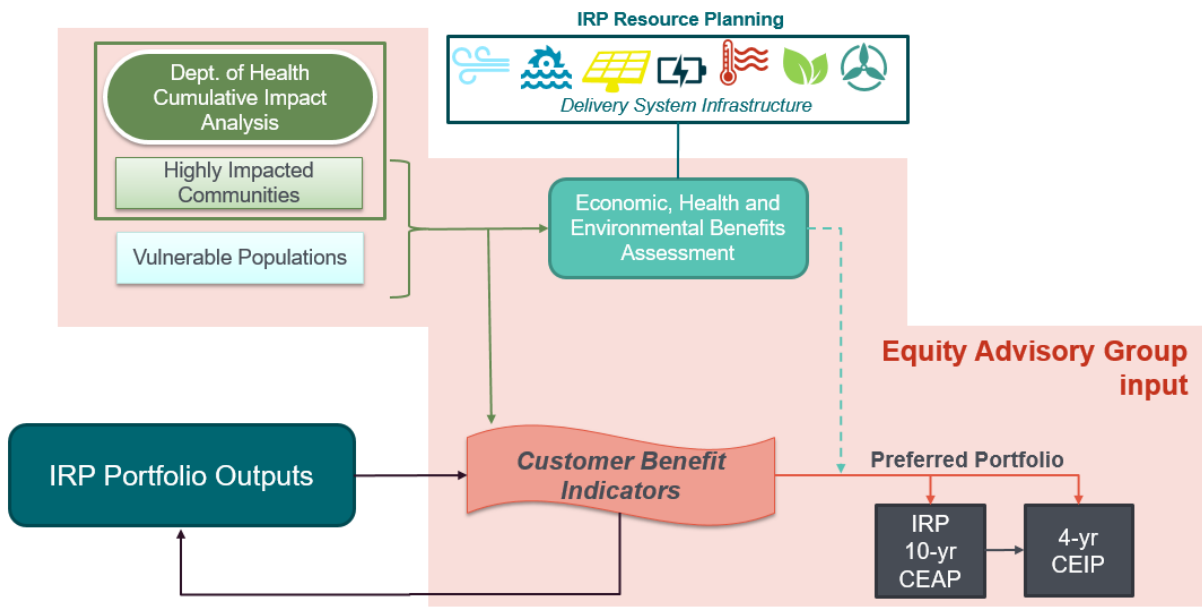 IRP Resource Planning
Delivery System Infrastructure
Dept. of Health
Cumulative Impact
Analysis
Highly Impacted
Communities
Vulnerable Populations
Economic, Health and
Environmental Benefits
Assessment
Equity Advisory Group
input
IRP Portfolio Outputs
Customer Benefit
Indicators
Preferred Portfolio
IRP
10-yr
CEAP
4-yr
CEIP